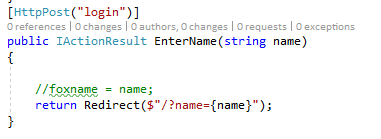 [HttpPost("login")]
0 references | 0 changes | 0 authors, 0 changes | 0 requests | 0 exceptions
public IActionResult EnterName(string name)
{
//foxname = name;
return Redirect($"/?name={name}");
}